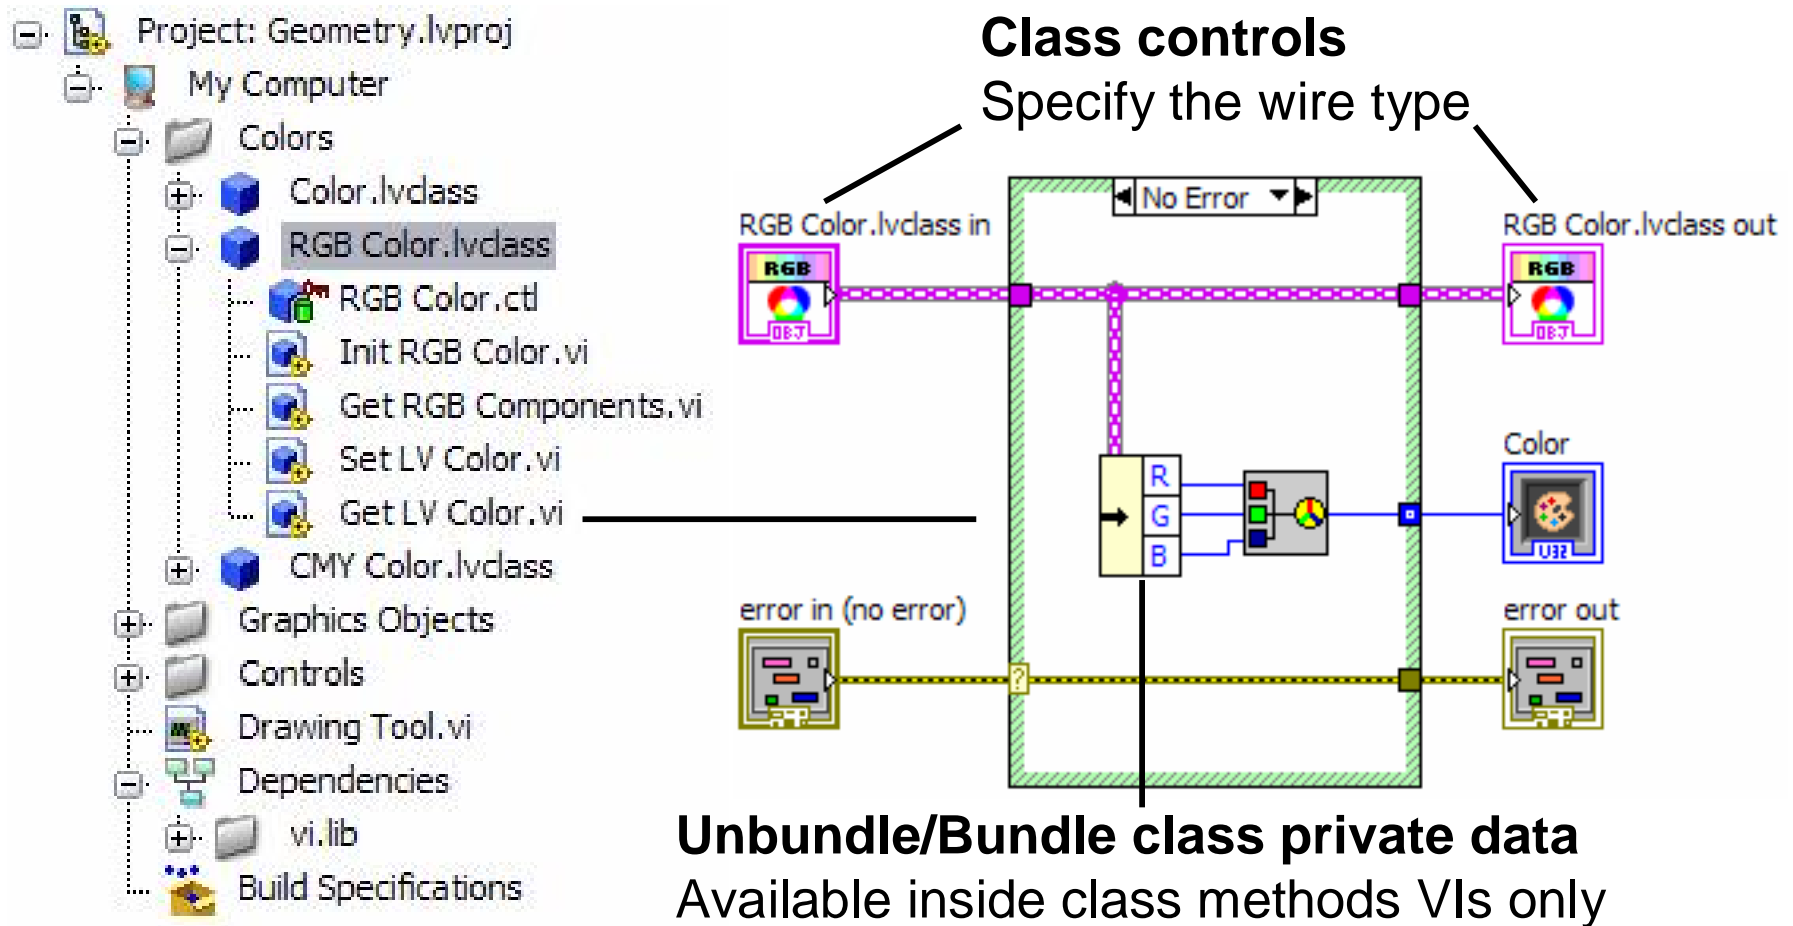 Project: Geometry.lvproj
My Computer
Colors
Color.lvclass
RGB Color.lvclass
RGB Color.ctl
Init RGB Color.vi
Get RGB Components.vi
Set LV Color.vi
Get LV Color.vi
CMY Color.lvclass
Graphics Objects
Controls
Drawing Tool.vi
Dependencies
vi.lib
Build Specifications
Class controls
Specify the wire type
No Error
RGB Color.lvclass in
RGB
OBJ
RGB Color.lvclass out
RGB
OBJ
R
G
B
Color
U32
error in (no error)
?
error out
Unbundle/Bundle class private data
Available inside class methods VIs only